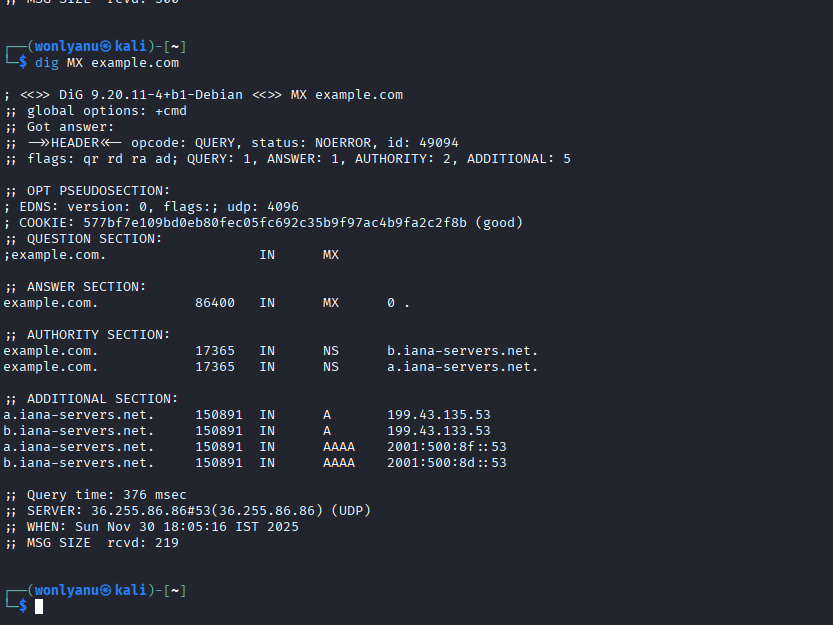 ;; MSG SIZE  rcvd: 500

┌──(wonlyanu㉿kali)-[~]
└─$ dig MX example.com

; <<>> DiG 9.20.11-4+b1-Debian <<>> MX example.com
;; global options: +cmd
;; Got answer:
;; ->>HEADER<<- opcode: QUERY, status: NOERROR, id: 49094
;; flags: qr rd ra ad; QUERY: 1, ANSWER: 1, AUTHORITY: 2, ADDITIONAL: 5

;; OPT PSEUDOSECTION:
; EDNS: version: 0, flags:; udp: 4096
; COOKIE: 577bf7e109bd0eb80fec05fc692c35b9f97ac4b9fa2c2f8b (good)
;; QUESTION SECTION:
;example.com.                   IN      MX

;; ANSWER SECTION:
example.com.            86400   IN      MX      0 .

;; AUTHORITY SECTION:
example.com.            17365   IN      NS      b.iana-servers.net.
example.com.            17365   IN      NS      a.iana-servers.net.

;; ADDITIONAL SECTION:
a.iana-servers.net.     150891  IN      A       199.43.135.53
b.iana-servers.net.     150891  IN      A       199.43.133.53
a.iana-servers.net.     150891  IN      AAAA    2001:500:8f::53
b.iana-servers.net.     150891  IN      AAAA    2001:500:8d::53

;; Query time: 376 msec
;; SERVER: 36.255.86.86#53(36.255.86.86) (UDP)
;; WHEN: Sun Nov 30 18:05:16 IST 2025
;; MSG SIZE  rcvd: 219

┌──(wonlyanu㉿kali)-[~]
└─$